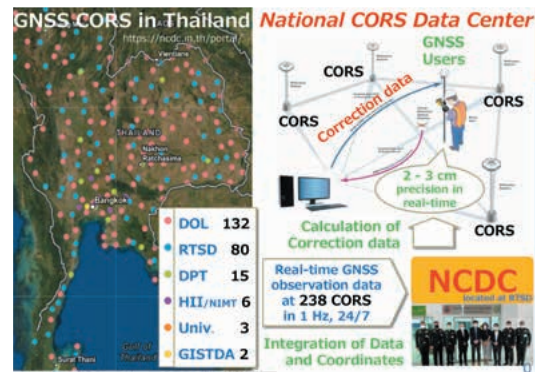 GNSS CORS in Thailand
https://ncdc.in.th/portal/
Vientiane
THAILAND
Nakhon
Ratchasima
Bangkok
Gulf of
Thailand
Surat Thani
DOL 132
RTSD 80
DPT 15
HII/NIMT 6
Univ. 3
GISTDA 2
National CORS Data Center
GNSS
Users
CORS
CORS
CORS
CORS
Correction data
2 - 3 cm
precision in
real-time
Calculation of
Correction data
Real-time GNSS
observation data
at 238 CORS
in 1 Hz, 24/7
NCDC
located at RTSD
Integration of Data
and Coordinates